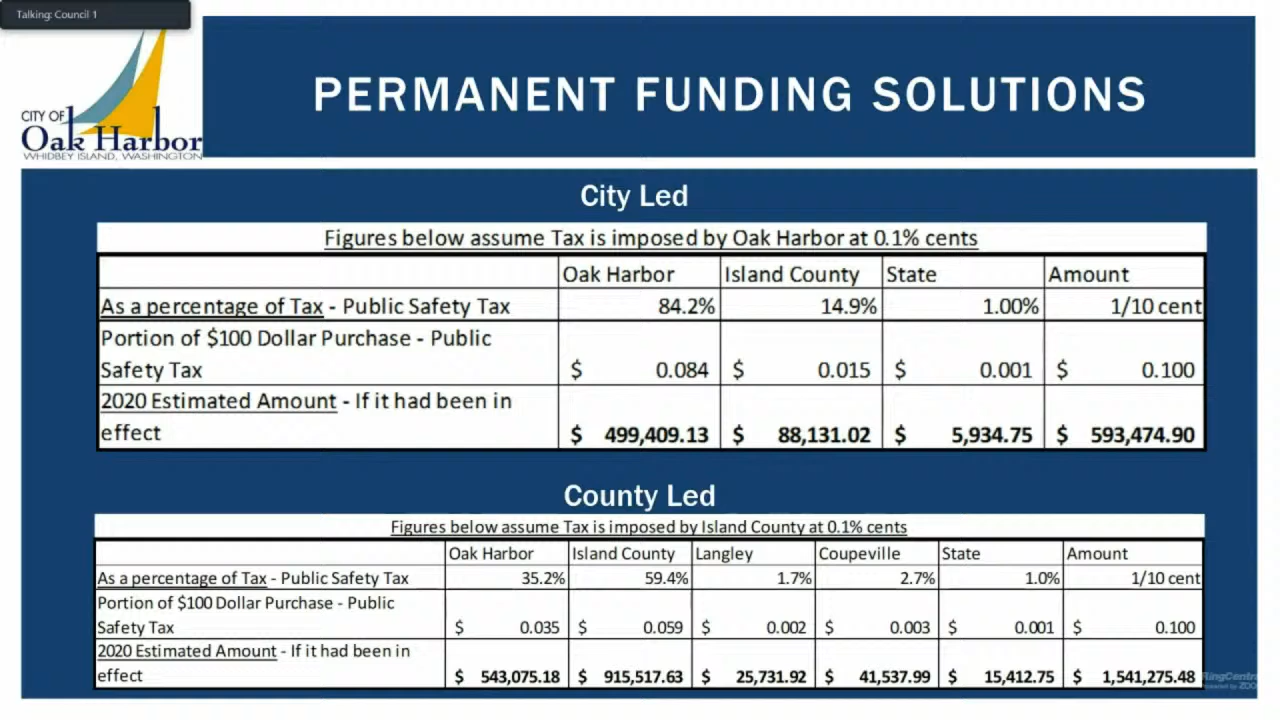 Talking: Council 1
CITY OF
Oak Harbor
WHIDBEY ISLAND, WASHINGTON
PERMANENT FUNDING SOLUTIONS
City Led
Figures below assume Tax is imposed by Oak Harbor at 0.1% cents
Oak Harbor Island County State Amount
As a percentage of Tax - Public Safety Tax 84.2% 14.9% 1.00% 1/10 cent
Portion of $100 Dollar Purchase - Public
Safety Tax $ 0.084 $ 0.015 $ 0.001 $ 0.100
2020 Estimated Amount - If it had been in
effect $ 499,409.13 $ 88,131.02 $ 5,934.75 $ 593,474.90
County Led
Figures below assume Tax is imposed by Island County at 0.1% cents
Oak Harbor Island County Langley Coupeville State Amount
As a percentage of Tax - Public Safety Tax 35.2% 59.4% 1.7% 2.7% 1.0% 1/10 cent
Portion of $100 Dollar Purchase - Public
Safety Tax $ 0.035 $ 0.059 $ 0.002 $ 0.003 $ 0.001 $ 0.100
2020 Estimated Amount - If it had been in
effect $ 543,075.18 $ 915,517.63 $ 25,731.92 $ 41,537.99 $ 15,412.75 $ 1,541,275.48